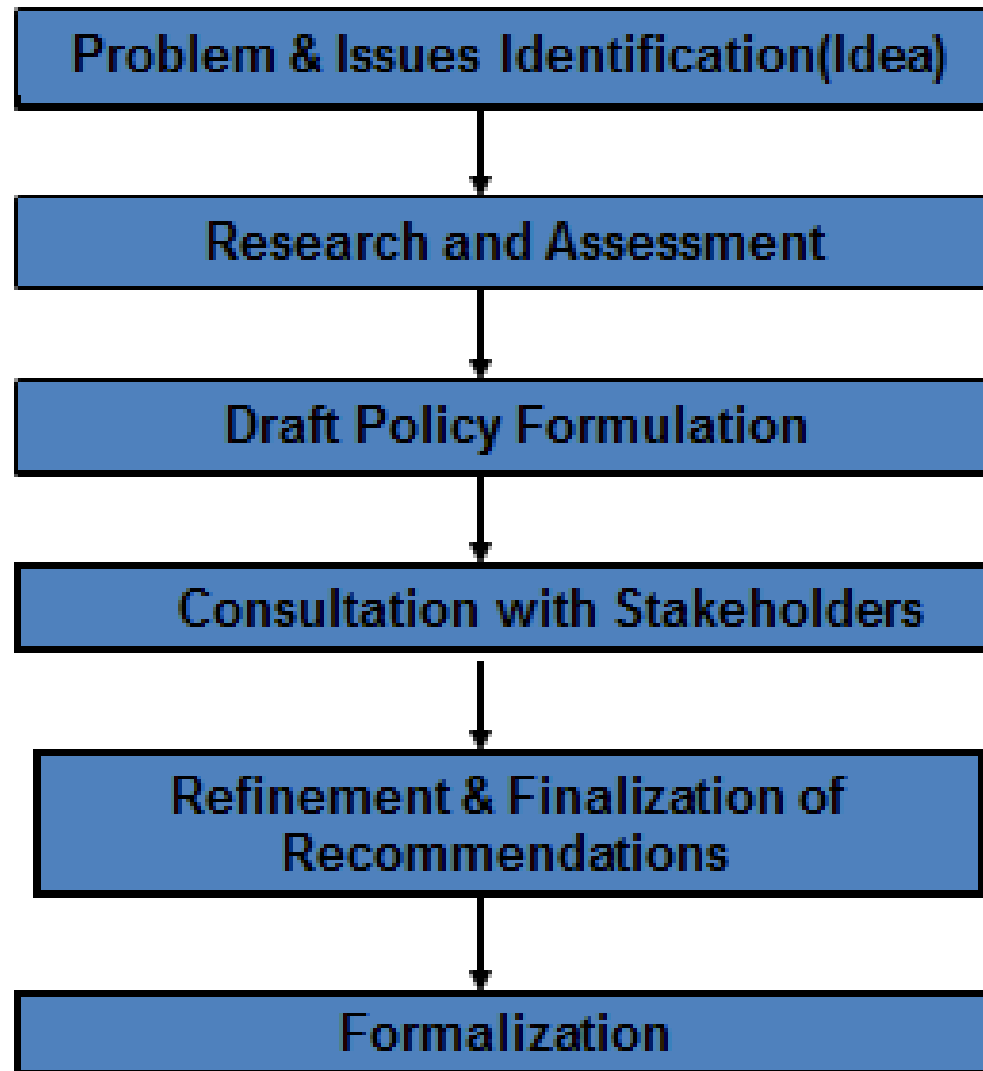 Problem & Issues Identification(Idea)
Research and Assessment
Draft Policy Formulation
Consultation with Stakeholders
Refinement & Finalization of
Recommendations
Formalization